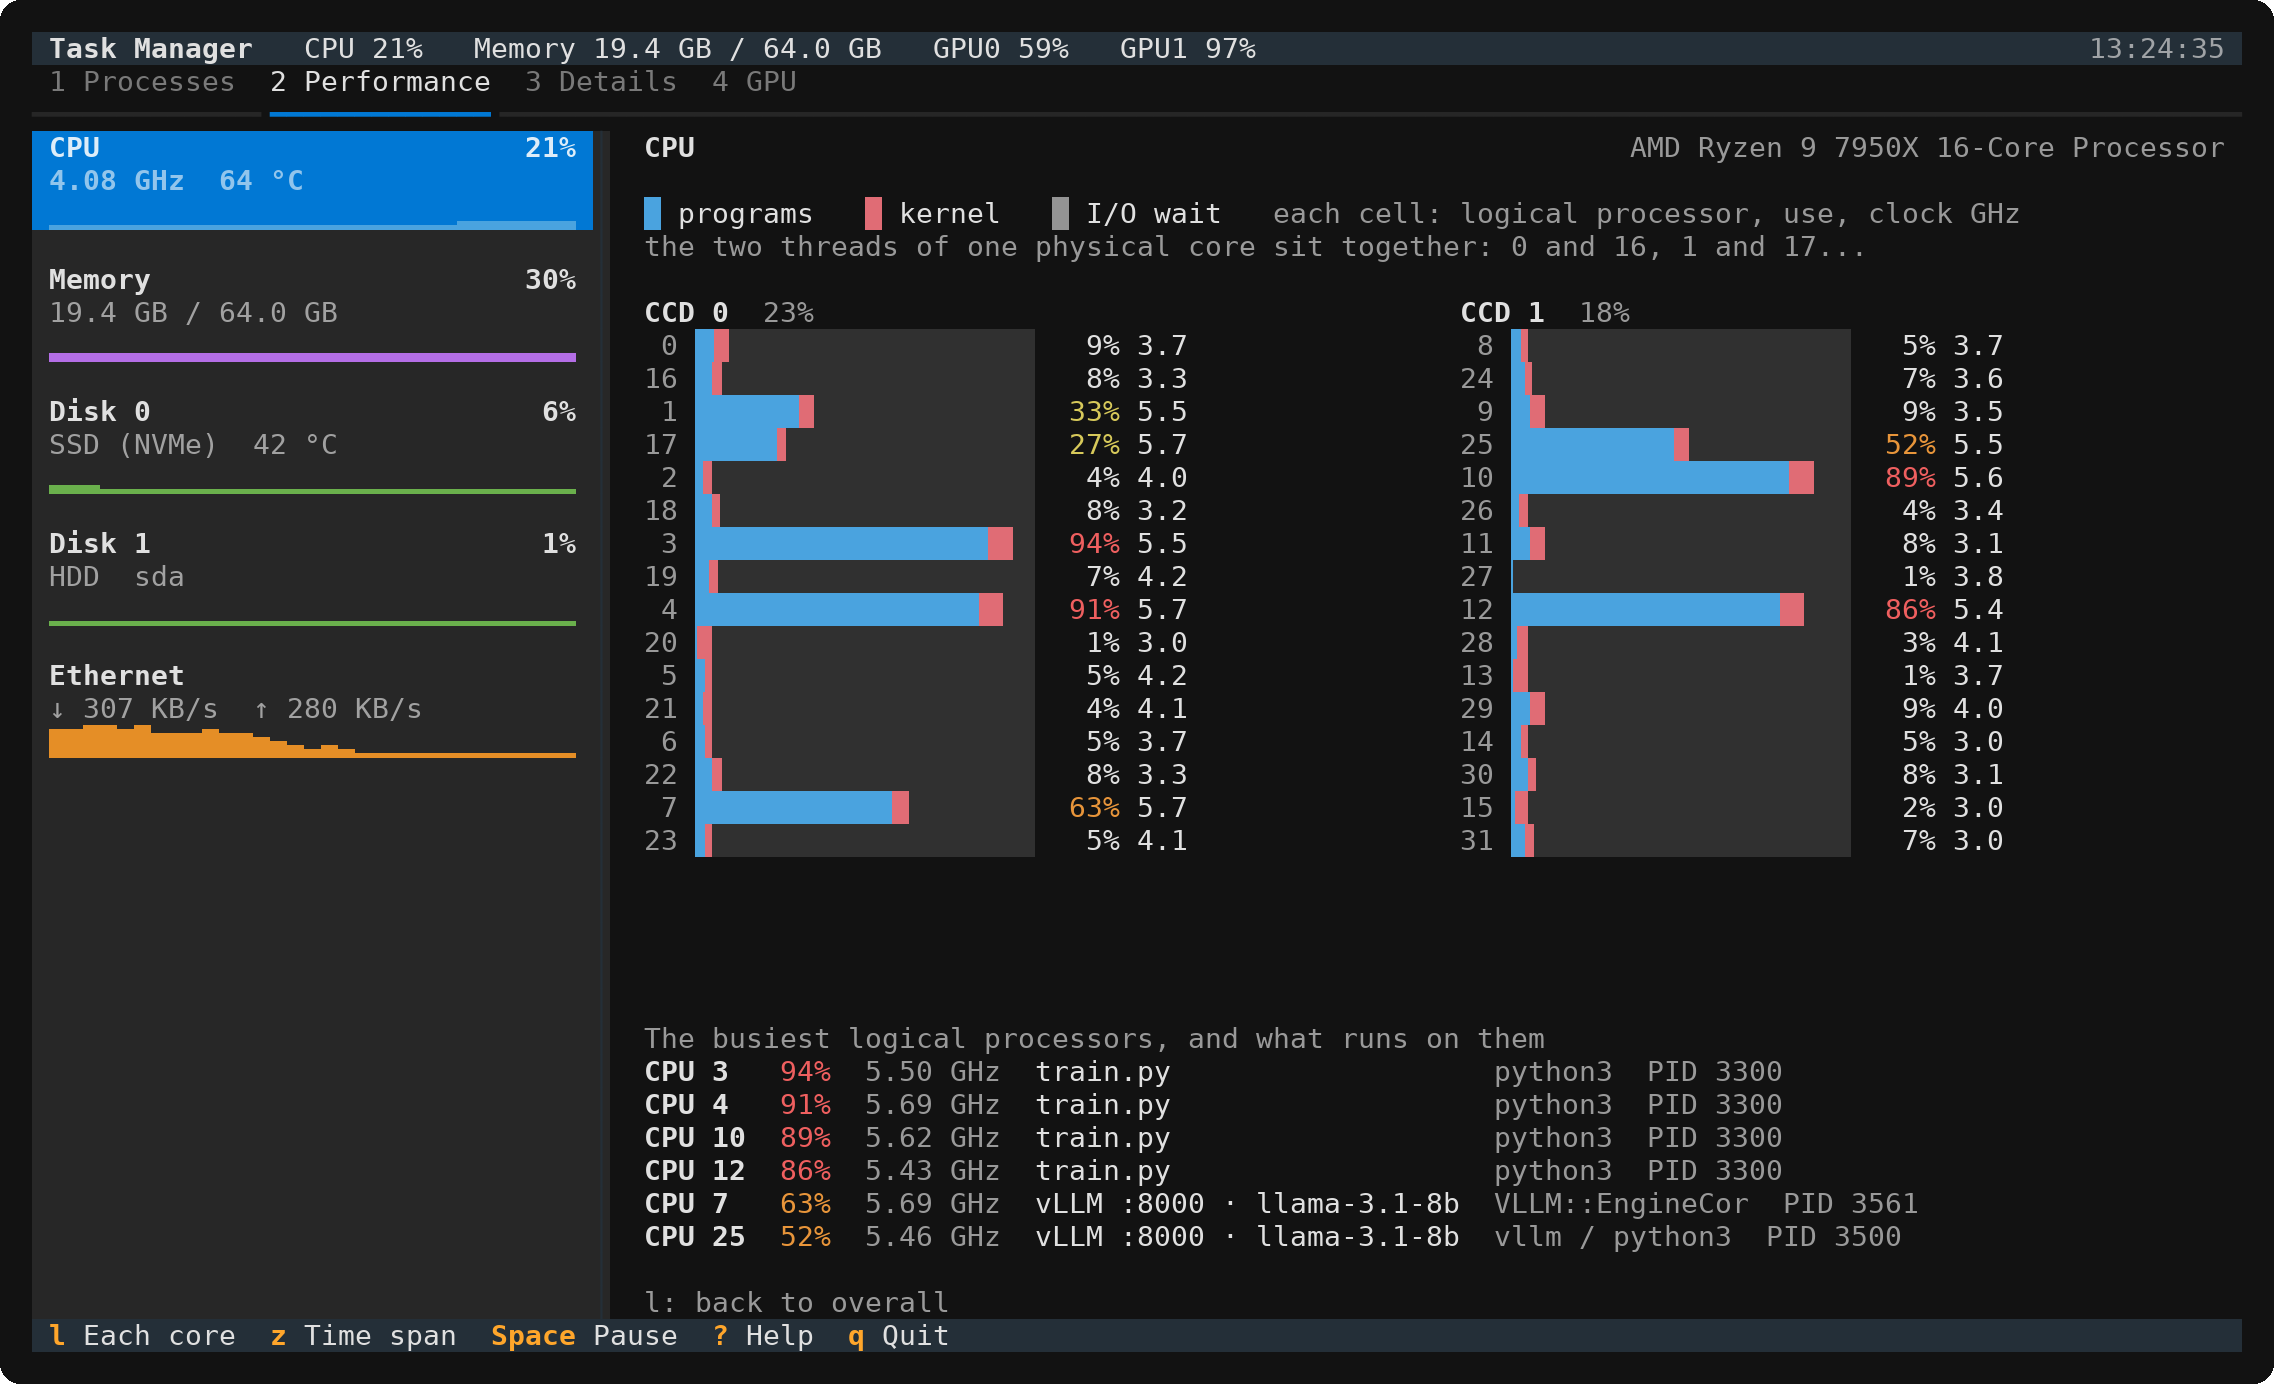 Task Manager   CPU 21%   Memory 19.4 GB / 64.0 GB   GPU0 59%   GPU1 97%   13:24:35
1 Processes  2 Performance  3 Details  4 GPU
CPU 21%
4.08 GHz  64 °C
Memory 30%
19.4 GB / 64.0 GB
Disk 0 6%
SSD (NVMe)  42 °C
Disk 1 1%
HDD  sda
Ethernet
↓ 307 KB/s  ↑ 280 KB/s
CPU   AMD Ryzen 9 7950X 16-Core Processor
programs   kernel   I/O wait   each cell: logical processor, use, clock GHz
the two threads of one physical core sit together: 0 and 16, 1 and 17...
CCD 0  23%
0 9% 3.7
16 8% 3.3
1 33% 5.5
17 27% 5.7
2 4% 4.0
18 8% 3.2
3 94% 5.5
19 7% 4.2
4 91% 5.7
20 1% 3.0
5 5% 4.2
21 4% 4.1
6 5% 3.7
22 8% 3.3
7 63% 5.7
23 5% 4.1
CCD 1  18%
8 5% 3.7
24 7% 3.6
9 9% 3.5
25 52% 5.5
10 89% 5.6
26 4% 3.4
11 8% 3.1
27 1% 3.8
12 86% 5.4
28 3% 4.1
13 1% 3.7
29 9% 4.0
14 5% 3.0
30 8% 3.1
15 2% 3.0
31 7% 3.0
The busiest logical processors, and what runs on them
CPU 3   94%  5.50 GHz  train.py  python3  PID 3300
CPU 4   91%  5.69 GHz  train.py  python3  PID 3300
CPU 10  89%  5.62 GHz  train.py  python3  PID 3300
CPU 12  86%  5.43 GHz  train.py  python3  PID 3300
CPU 7   63%  5.69 GHz  vLLM :8000 · llama-3.1-8b  VLLM::EngineCor  PID 3561
CPU 25  52%  5.46 GHz  vLLM :8000 · llama-3.1-8b  vllm / python3  PID 3500
l: back to overall
l Each core  z Time span  Space Pause  ? Help  q Quit